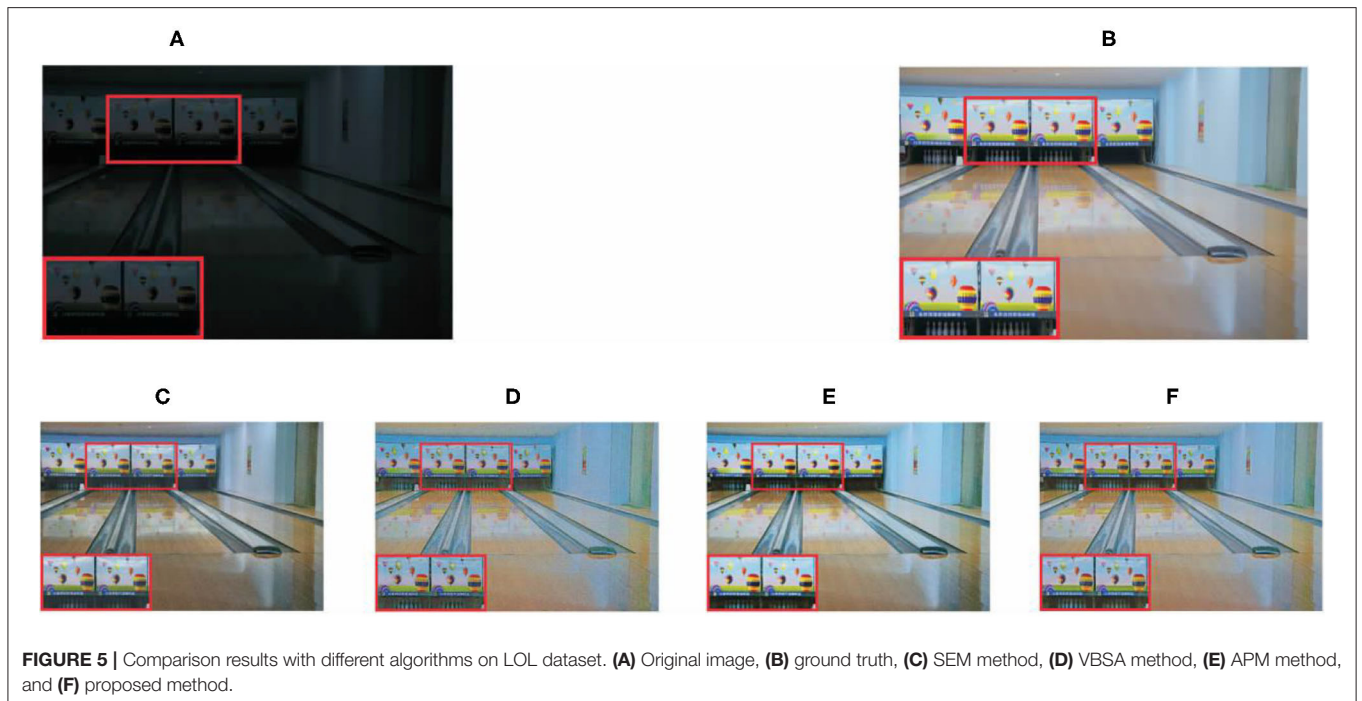 A
B
C
D
E
F
FIGURE 5 | Comparison results with different algorithms on LOL dataset. (A) Original image, (B) ground truth, (C) SEM method, (D) VBSA method, (E) APM method,
and (F) proposed method.